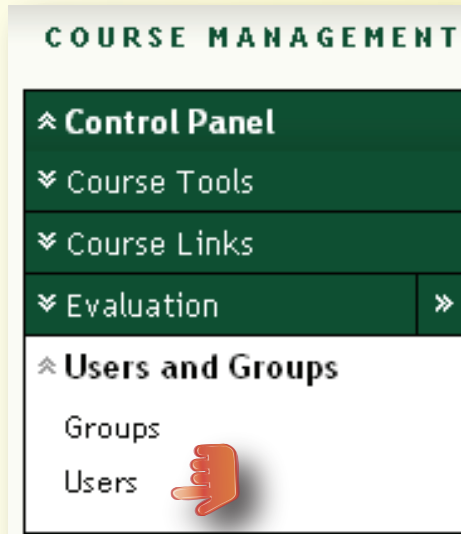 COURSE MANAGEMENT
Control Panel
Course Tools
Course Links
Evaluation
Users and Groups
Groups
Users